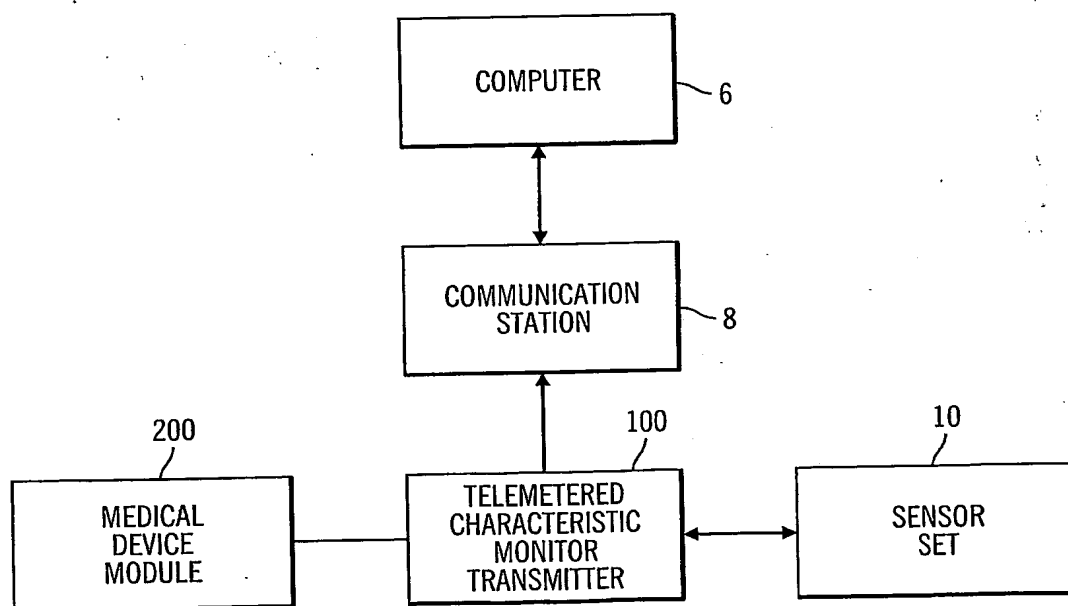 COMPUTER
6
COMMUNICATION
STATION
8
200
100
10
MEDICAL
DEVICE
MODULE
TELEMETERED
CHARACTERISTIC
MONITOR
TRANSMITTER
SENSOR
SET